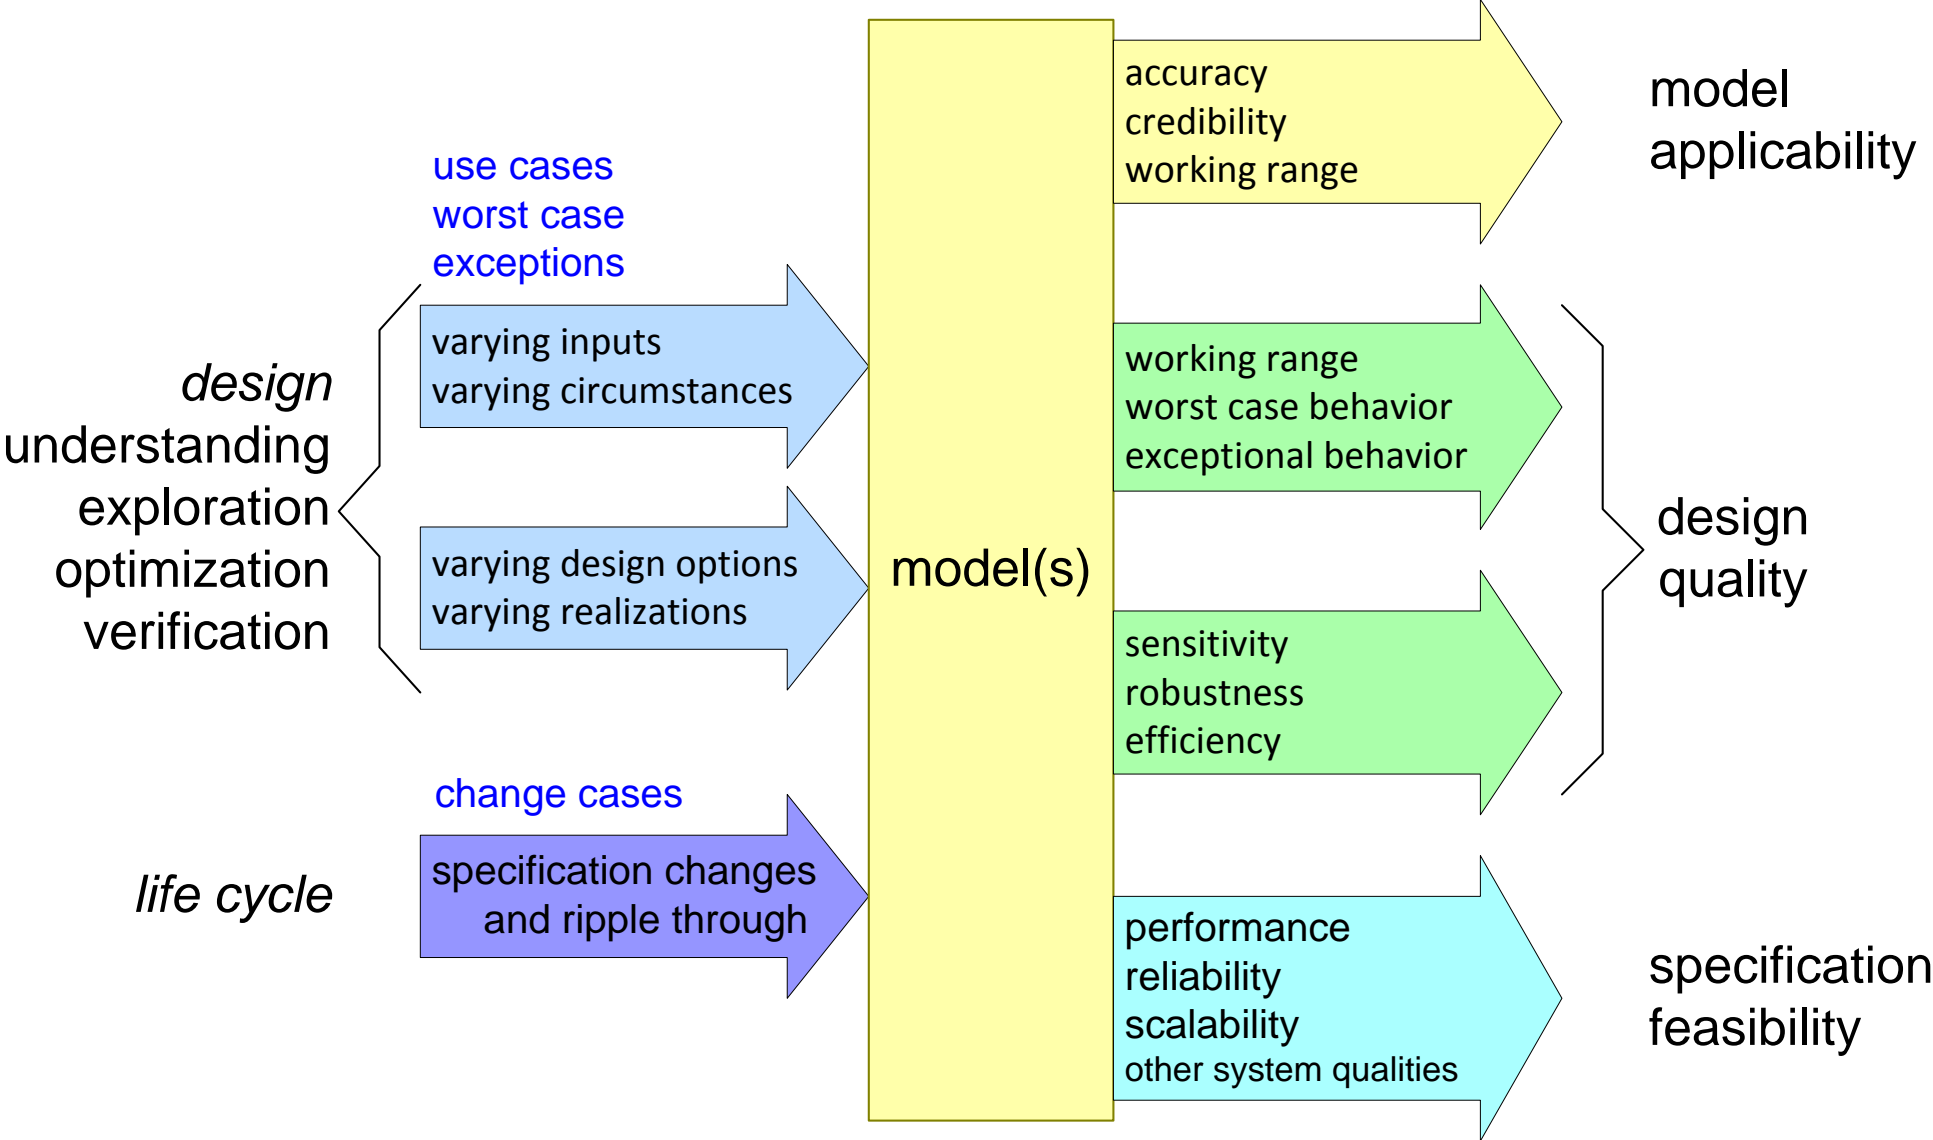 use cases
worst case
exceptions
design
understanding
exploration
optimization
verification
varying inputs
varying circumstances
varying design options
varying realizations
change cases
life cycle
specification changes
and ripple through
model(s)
accuracy
credibility
working range
model
applicability
working range
worst case behavior
exceptional behavior
sensitivity
robustness
efficiency
design
quality
performance
reliability
scalability
other system qualities
specification
feasibility